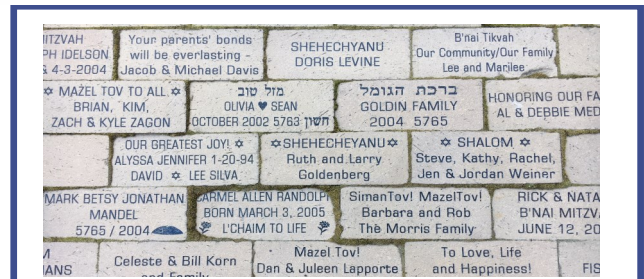 MITZVAH
PH IDELSON
& 4-3-2004
Your parents' bonds
will be everlasting -
Jacob & Michael Davis
SHEHECHYANU
DORIS LEVINE
B'nai Tikvah
Our Community/Our Family
Lee and Marilee
✡ MAZEL TOV TO ALL ✡
BRIAN, KIM,
ZACH & KYLE ZAGON
מזל טוב
OLIVIA ♥ SEAN
OCTOBER 2002 5763 חשון
ברכת הגומל
GOLDIN FAMILY
2004 5765
HONORING OUR FA
AL & DEBBIE MED
OUR GREATEST JOY! ✡
ALYSSA JENNIFER 1-20-94
DAVID ✡ LEE SILVA
✡SHEHECHEYANU✡
Ruth and Larry
Goldenberg
✡ SHALOM ✡
Steve, Kathy, Rachel,
Jen & Jordan Weiner
MARK BETSY JONATHAN
MANDEL
5765 / 2004
CARMEL ALLEN RANDOLPH
BORN MARCH 3, 2005
L'CHAIM TO LIFE
SimanTov! MazelTov!
Barbara and Rob
The Morris Family
RICK & NATA
B'NAI MITZV
JUNE 12, 20
M
ANS
Celeste & Bill Korn
and Family
Mazel Tov!
Dan & Juleen Lapporte
To Love, Life
and Happiness!
FIS